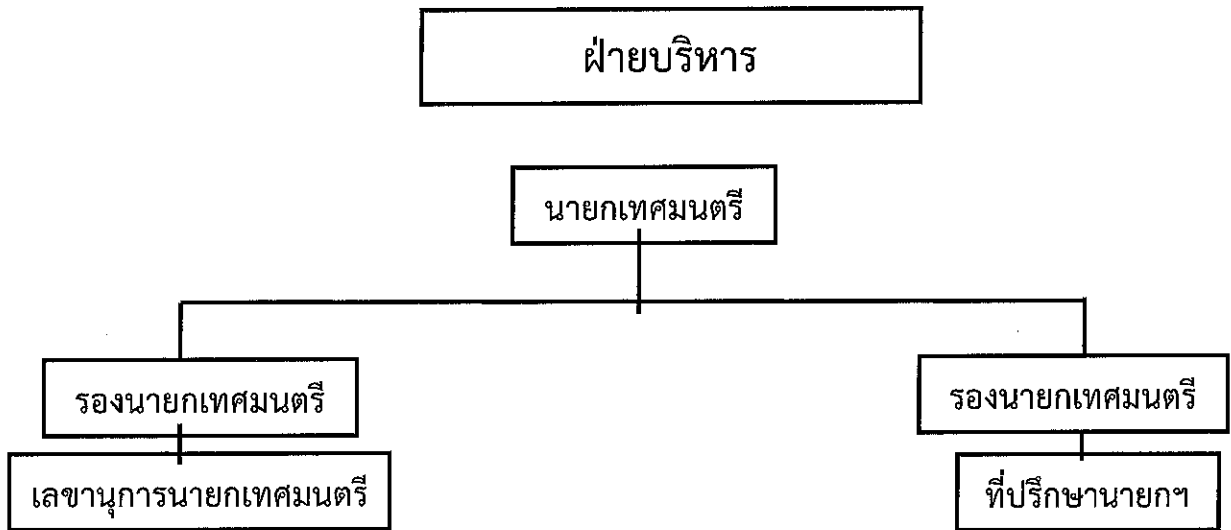 ฝ่ายบริหาร
นายกเทศมนตรี
รองนายกเทศมนตรี
รองนายกเทศมนตรี
เลขานุการนายกเทศมนตรี
ที่ปรึกษานายกฯ